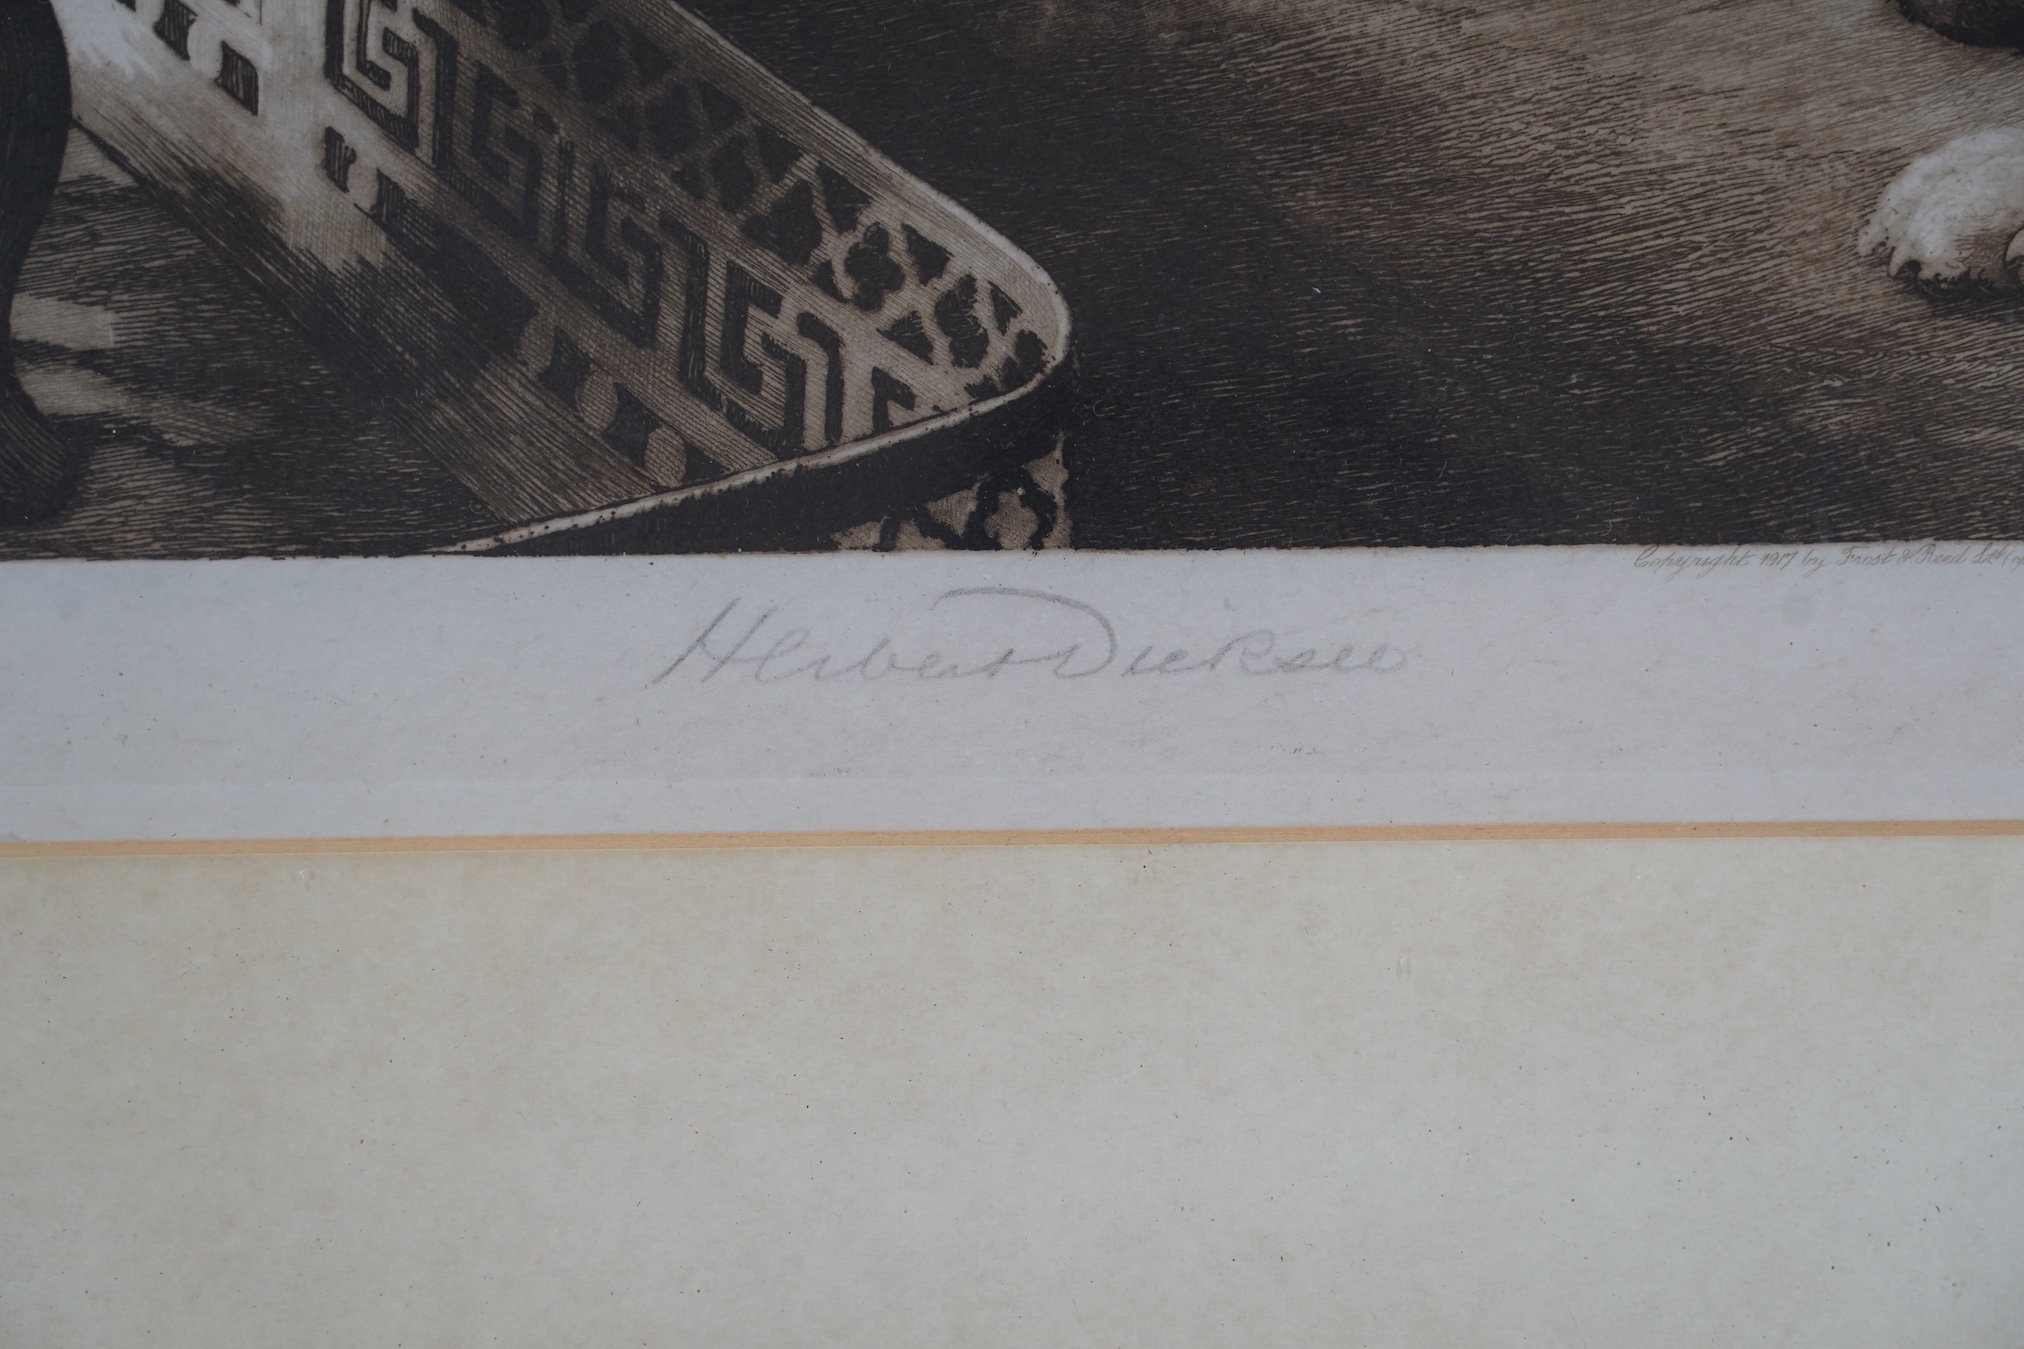 Copyright 1917 by Frost & Reed Ltd
Herbert Dicksee